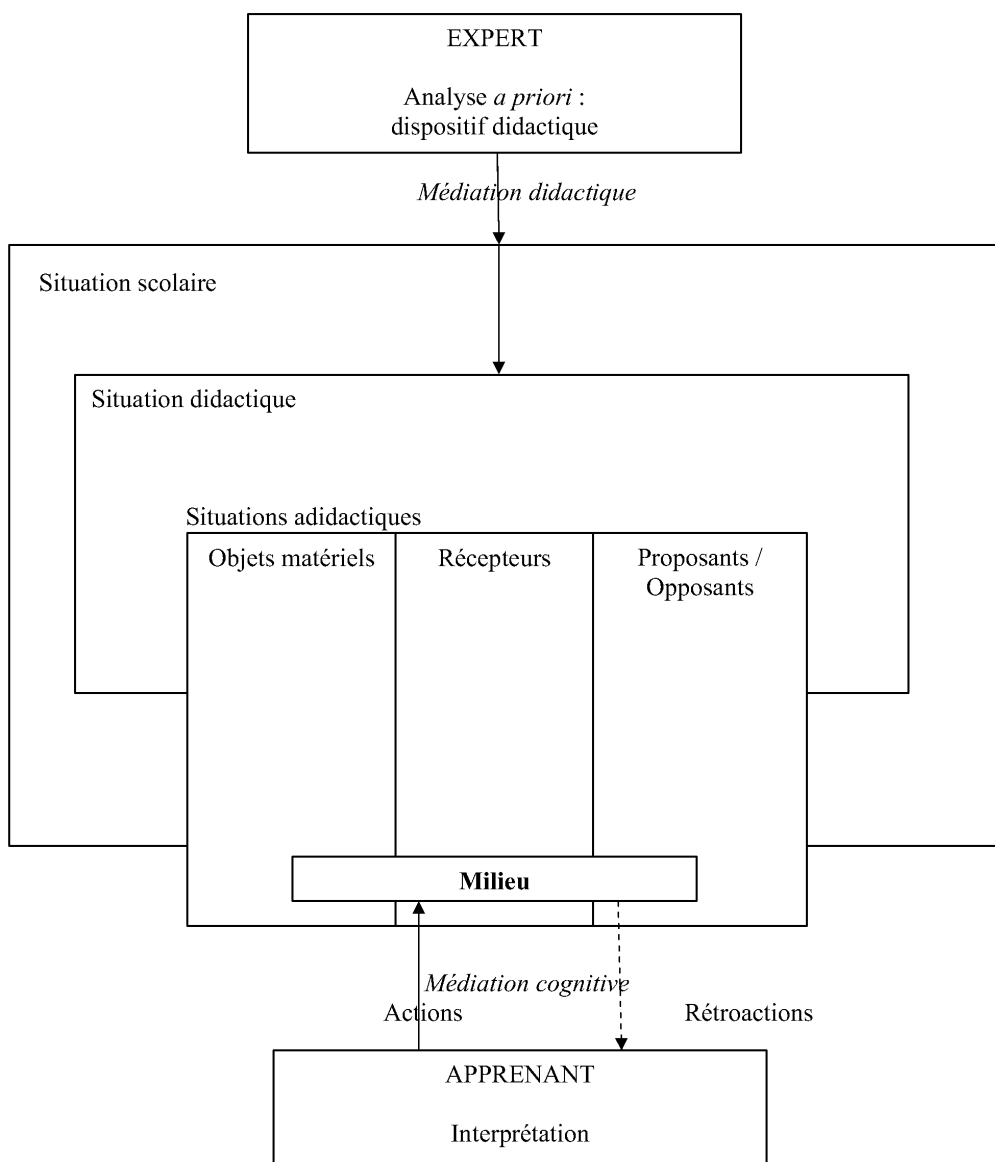 EXPERT
Analyse a priori :
dispositif didactique
Médiation didactique
Situation scolaire
Situation didactique
Situations adidactiques
Objets matériels
Récepteurs
Proposants /
Opposants
Milieu
Médiation cognitive
Actions
Rétroactions
APPRENANT
Interprétation